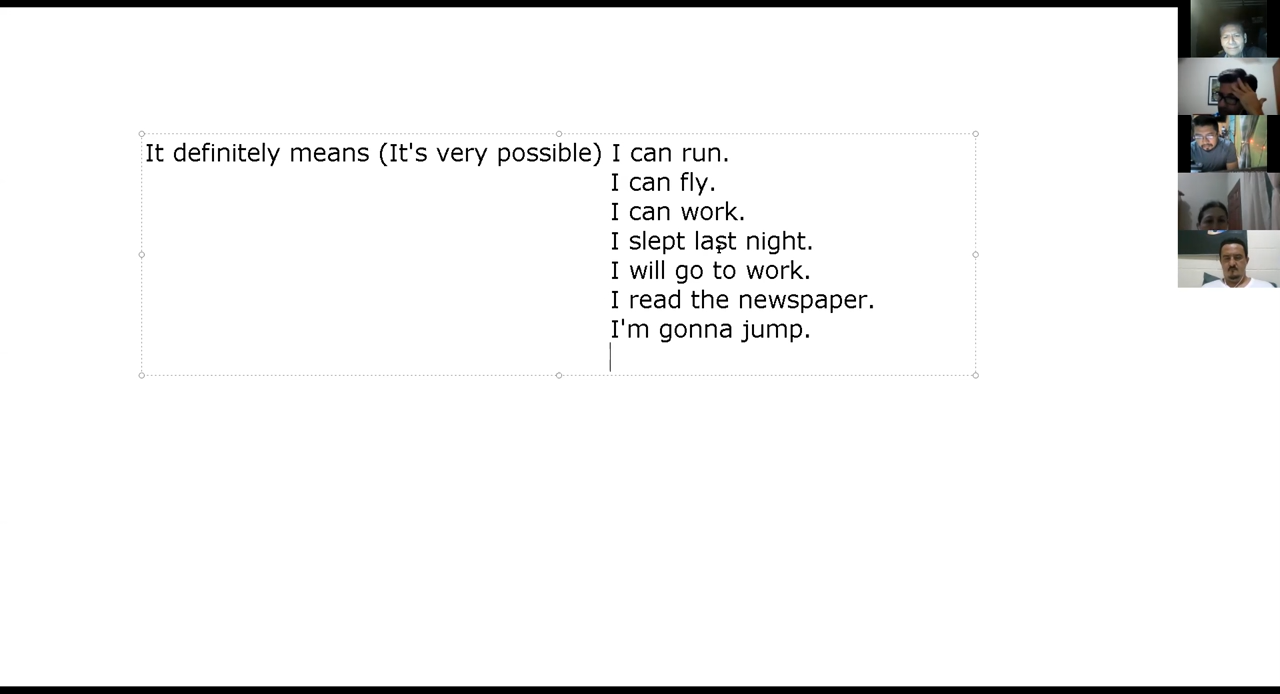 It definitely means (It's very possible) I can run.
I can fly.
I can work.
I slept last night.
I will go to work.
I read the newspaper.
I'm gonna jump.